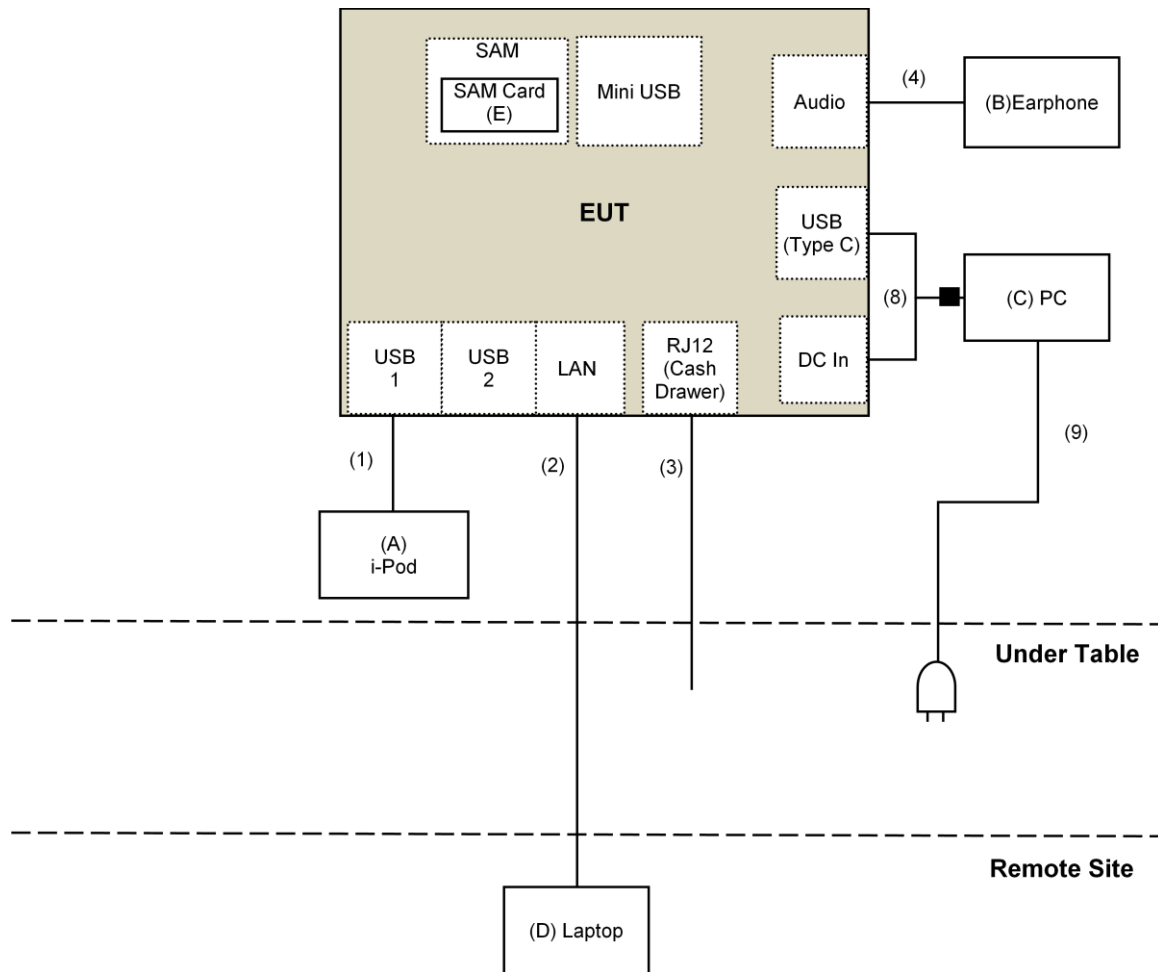 SAM
SAM Card
(E)
Mini USB
Audio
(4)
(B)Earphone
EUT
USB
(Type C)
(8)
(C) PC
USB
1
USB
2
LAN
RJ12
(Cash
Drawer)
DC In
(1)
(2)
(3)
(9)
(A)
i-Pod
Under Table
Remote Site
(D) Laptop